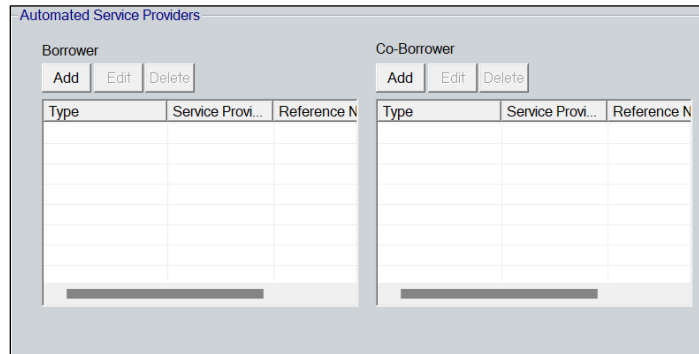 Automated Service Providers
Borrower
Add Edit Delete
Type Service Provi... Reference N
Co-Borrower
Add Edit Delete
Type Service Provi... Reference N